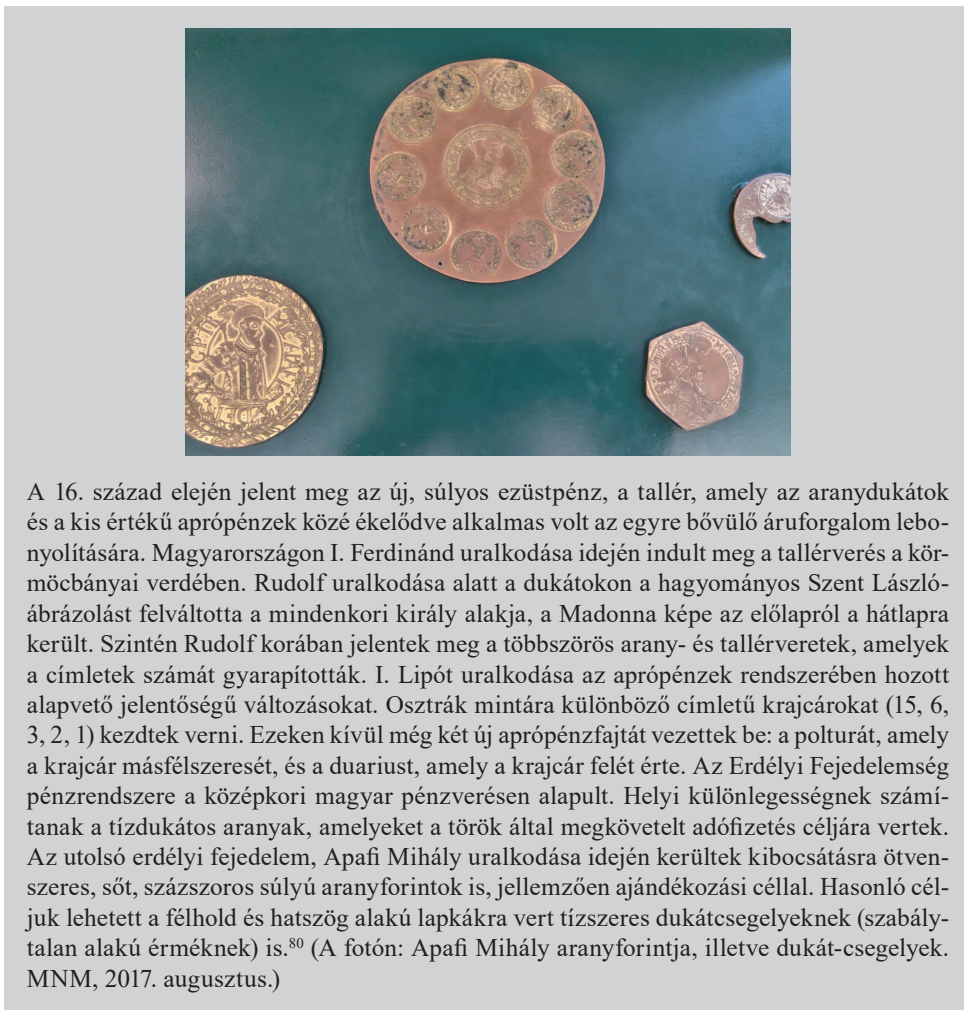 A 16. század elején jelent meg az új, súlyos ezüstpénz, a tallér, amely az aranydukátok
és a kis értékű aprópénzek közé ékelődve alkalmas volt az egyre bővülő áruforgalom lebo-
nyolítására. Magyarországon I. Ferdinánd uralkodása idején indult meg a tallérverés a kör-
möcbányai verdében. Rudolf uralkodása alatt a dukátokon a hagyományos Szent László-
ábrázolást felváltotta a mindenkori király alakja, a Madonna képe az előlapról a hátlapra
került. Szintén Rudolf korában jelentek meg a többszörös arany- és tallérveretek, amelyek
a címletek számát gyarapították. I. Lipót uralkodása az aprópénzek rendszerében hozott
alapvető jelentőségű változásokat. Osztrák mintára különböző címletű krajcárokat (15, 6,
3, 2, 1) kezdtek verni. Ezeken kívül még két új aprópénzfajtát vezettek be: a polturát, amely
a krajcár másfélszeresét, és a duariust, amely a krajcár felét érte. Az Erdélyi Fejedelemség
pénzrendszere a középkori magyar pénzverésen alapult. Helyi különlegességnek számí-
tanak a tízdukátos aranyak, amelyeket a török által megkövetelt adófizetés céljára vertek.
Az utolsó erdélyi fejedelem, Apafi Mihály uralkodása idején kerültek kibocsátásra ötven-
szeres, sőt, százszoros súlyú aranyforintok is, jellemzően ajándékozási céllal. Hasonló cél-
juk lehetett a félhold és hatszög alakú lapkákra vert tízszeres dukátcsegelyeknek (szabály-
talan alakú érméknek) is.80 (A fotón: Apafi Mihály aranyforintja, illetve dukát-csegelyek.
MNM, 2017. augusztus.)